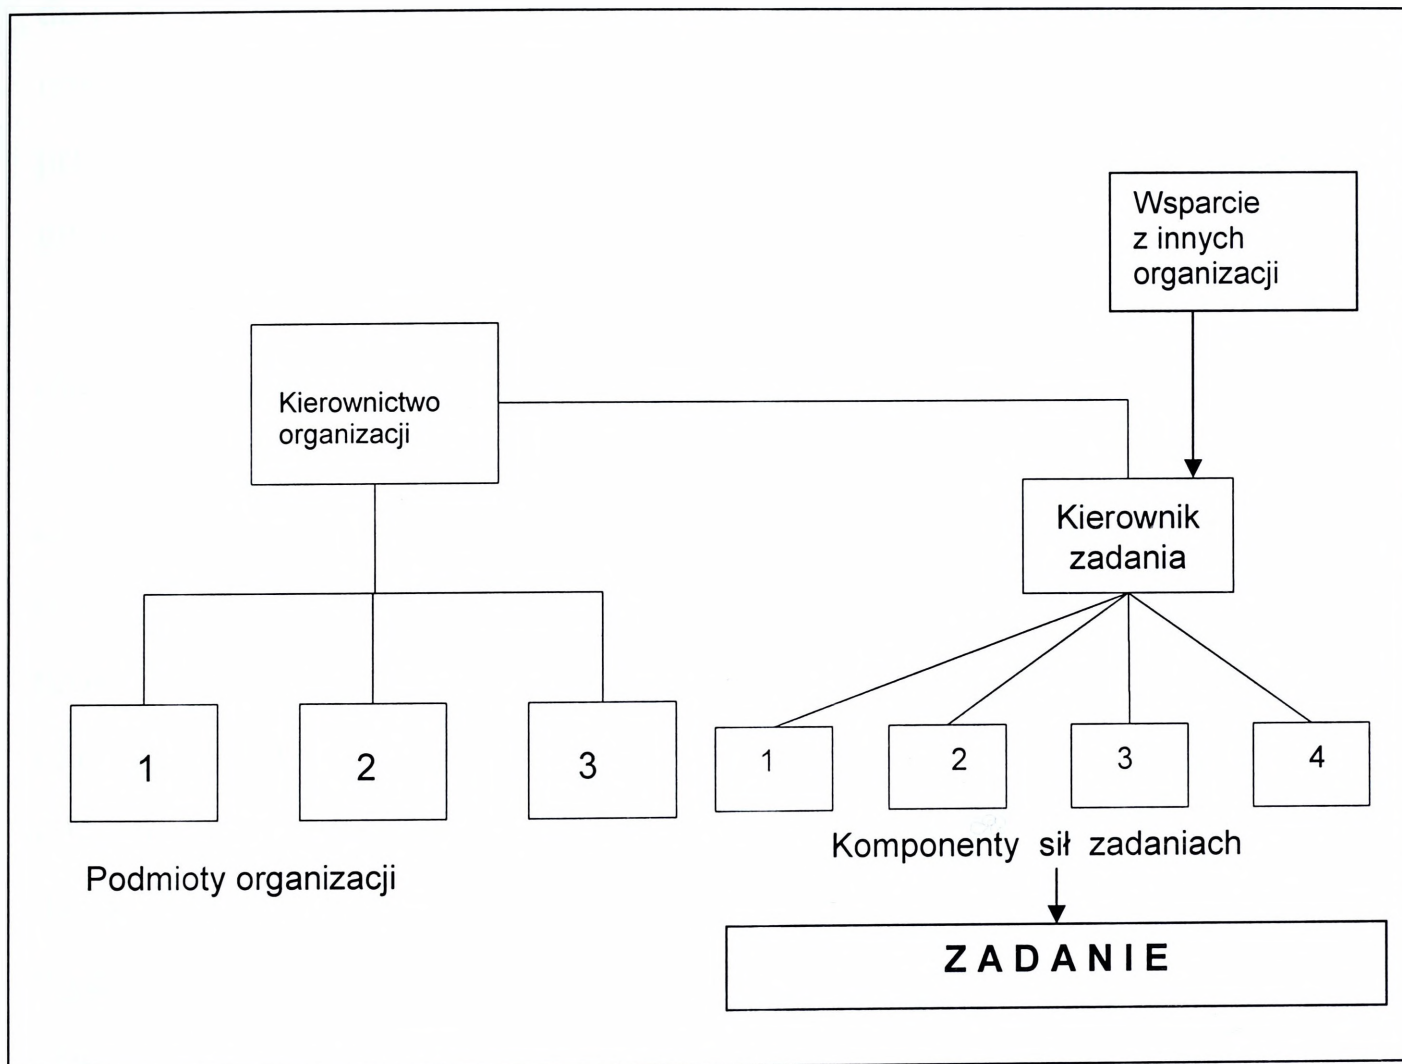 Wsparcie
z innych
organizacji
Kierownictwo
organizacji
Kierownik
zadania
1
2
3
1
2
3
4
Komponenty sił zadaniach
Podmioty organizacji
ZADANIE